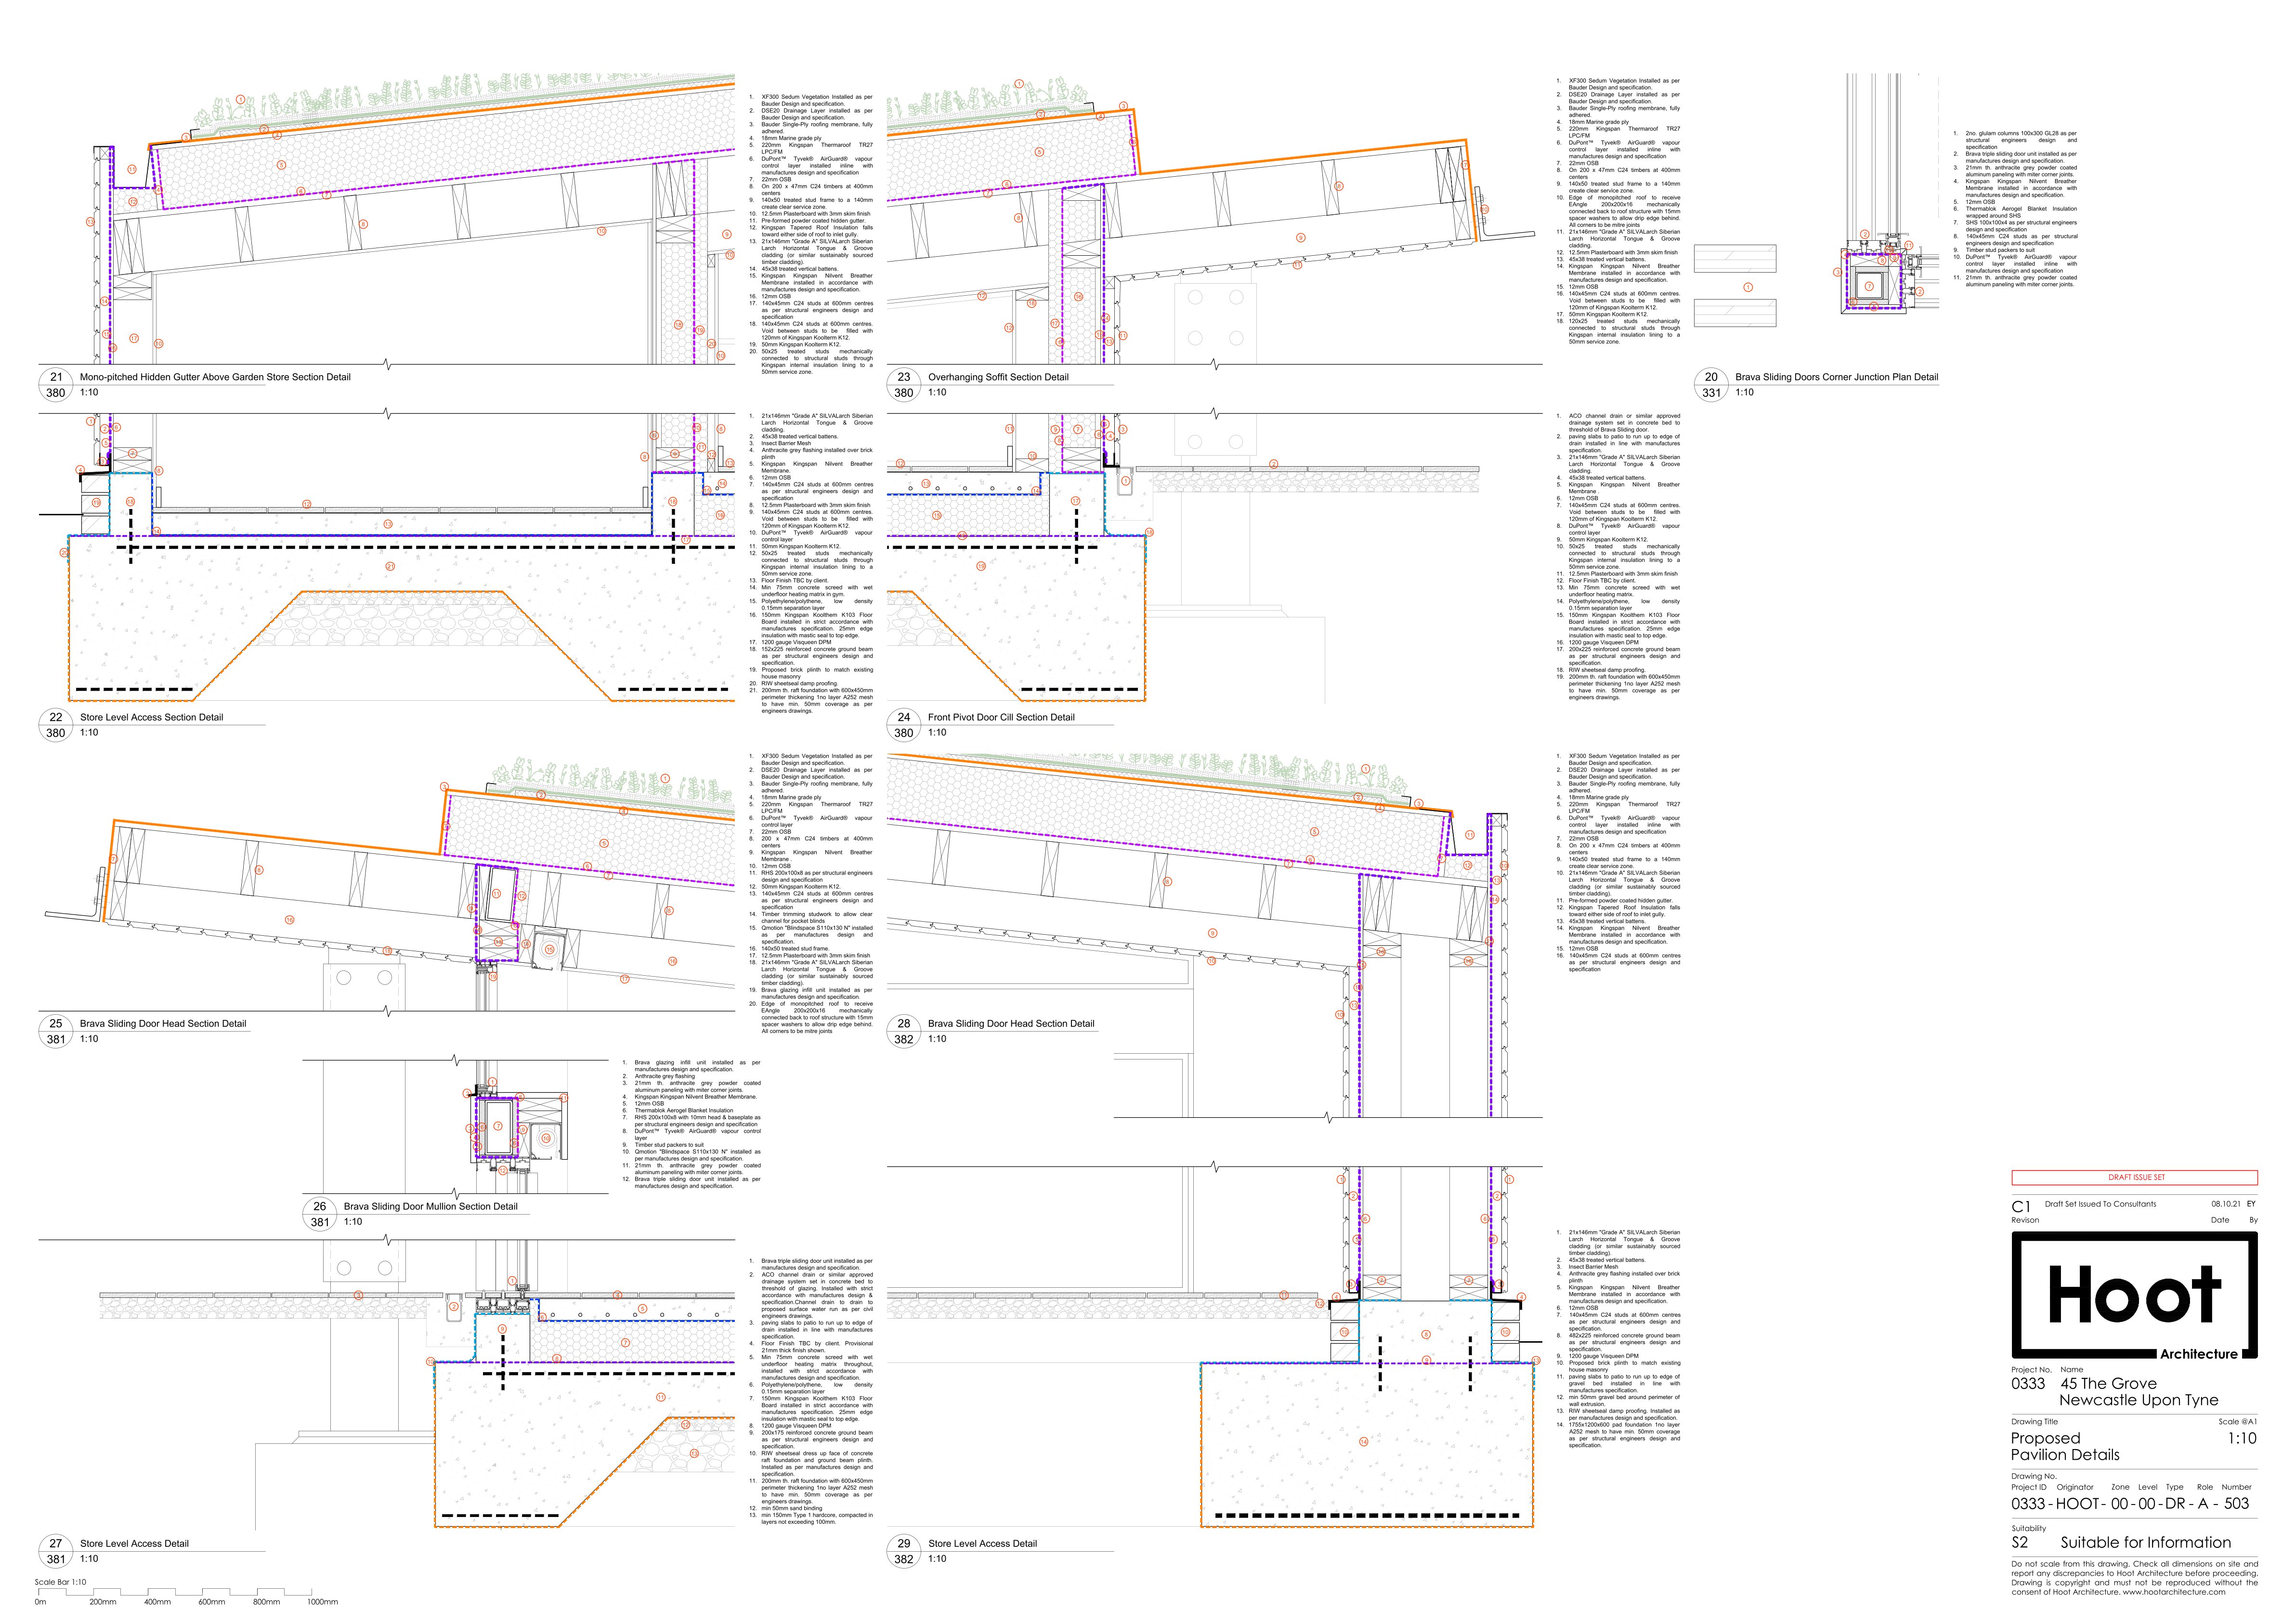 1. XF300 Sedum Vegetation Installed as per
Bauder Design and specification.
2. DSE20 Drainage Layer installed as per
Bauder Design and specification.
3. Bauder Single-Ply roofing membrane, fully
adhered.
4. 18mm Marine grade ply
5. 220mm Kingspan Thermaroof TR27
LPC/FM
6. DuPont™ Tyvek® AirGuard® vapour
control layer installed inline with
manufactures design and specification
7. 22mm OSB
8. On 200 x 47mm C24 timbers at 400mm
centers
9. 140x50 treated stud frame to a 140mm
create clear service zone.
10. 12.5mm Plasterboard with 3mm skim finish
11. Pre-formed powder coated hidden gutter.
12. Kingspan Tapered Roof Insulation falls
toward either side of roof to inlet gully.
13. 21x146mm "Grade A" SILVALarch Siberian
Larch Horizontal Tongue & Groove
cladding (or similar sustainably sourced
timber cladding).
14. 45x38 treated vertical battens.
15. Kingspan Kingspan Nilvent Breather
Membrane installed in accordance with
manufactures design and specification.
16. 12mm OSB
17. 140x45mm C24 studs at 600mm centres
as per structural engineers design and
specification
18. 140x45mm C24 studs at 600mm centres.
Void between studs to be filled with
120mm of Kingspan Koolterm K12.
19. 50mm Kingspan Koolterm K12.
20. 50x25 treated studs mechanically
connected to structural studs through
Kingspan internal insulation lining to a
50mm service zone.
21
380
Mono-pitched Hidden Gutter Above Garden Store Section Detail
1:10
1. XF300 Sedum Vegetation Installed as per
Bauder Design and specification.
2. DSE20 Drainage Layer installed as per
Bauder Design and specification.
3. Bauder Single-Ply roofing membrane, fully
adhered.
4. 18mm Marine grade ply
5. 220mm Kingspan Thermaroof TR27
LPC/FM
6. DuPont™ Tyvek® AirGuard® vapour
control layer installed inline with
manufactures design and specification
7. 22mm OSB
8. On 200 x 47mm C24 timbers at 400mm
centers
9. 140x50 treated stud frame to a 140mm
create clear service zone.
10. Edge of monopitched roof to receive
EAngle 200x200x16 mechanically
connected back to roof structure with 15mm
spacer washers to allow drip edge behind.
All corners to be mitre joints
11. 21x146mm "Grade A" SILVALarch Siberian
Larch Horizontal Tongue & Groove
cladding.
12. 12.5mm Plasterboard with 3mm skim finish
13. 45x38 treated vertical battens.
14. Kingspan Kingspan Nilvent Breather
Membrane installed in accordance with
manufactures design and specification.
15. 12mm OSB
16. 140x45mm C24 studs at 600mm centres.
Void between studs to be filled with
120mm of Kingspan Koolterm K12.
17. 50mm Kingspan Koolterm K12.
18. 120x25 treated studs mechanically
connected to structural studs through
Kingspan internal insulation lining to a
50mm service zone.
23
380
Overhanging Soffit Section Detail
1:10
1. 2no. glulam columns 100x300 GL28 as per
structural engineers design and
specification
2. Brava triple sliding door unit installed as per
manufactures design and specification.
3. 21mm th. anthracite grey powder coated
aluminum paneling with miter corner joints.
4. Kingspan Kingspan Nilvent Breather
Membrane installed in accordance with
manufactures design and specification.
5. 12mm OSB
6. Thermablok Aerogel Blanket Insulation
wrapped around SHS
7. SHS 100x100x4 as per structural engineers
design and specification
8. 140x45mm C24 studs as per structural
engineers design and specification
9. Timber stud packers to suit
10. DuPont™ Tyvek® AirGuard® vapour
control layer installed inline with
manufactures design and specification
11. 21mm th. anthracite grey powder coated
aluminum paneling with miter corner joints.
20
331
Brava Sliding Doors Corner Junction Plan Detail
1:10
1. 21x146mm "Grade A" SILVALarch Siberian
Larch Horizontal Tongue & Groove
cladding.
2. 45x38 treated vertical battens.
3. Insect Barrier Mesh
4. Anthracite grey flashing installed over brick
plinth
5. Kingspan Kingspan Nilvent Breather
Membrane.
6. 12mm OSB
7. 140x45mm C24 studs at 600mm centres
as per structural engineers design and
specification
8. 12.5mm Plasterboard with 3mm skim finish
9. 140x45mm C24 studs at 600mm centres.
Void between studs to be filled with
120mm of Kingspan Koolterm K12.
10. DuPont™ Tyvek® AirGuard® vapour
control layer
11. 50mm Kingspan Koolterm K12.
12. 50x25 treated studs mechanically
connected to structural studs through
Kingspan internal insulation lining to a
50mm service zone.
13. Floor Finish TBC by client.
14. Min 75mm concrete screed with wet
underfloor heating matrix in gym.
15. Polyethylene/polythene, low density
0.15mm separation layer
16. 150mm Kingspan Koolthem K103 Floor
Board installed in strict accordance with
manufactures specification. 25mm edge
insulation with mastic seal to top edge.
17. 1200 gauge Visqueen DPM
18. 152x225 reinforced concrete ground beam
as per structural engineers design and
specification.
19. Proposed brick plinth to match existing
house masonry
20. RIW sheetseal damp proofing.
21. 200mm th. raft foundation with 600x450mm
perimeter thickening 1no layer A252 mesh
to have min. 50mm coverage as per
engineers drawings.
22
380
Store Level Access Section Detail
1:10
1. ACO channel drain or similar approved
drainage system set in concrete bed to
threshold of Brava Sliding door.
2. paving slabs to patio to run up to edge of
drain installed in line with manufactures
specification.
3. 21x146mm "Grade A" SILVALarch Siberian
Larch Horizontal Tongue & Groove
cladding.
4. 45x38 treated vertical battens.
5. Kingspan Kingspan Nilvent Breather
Membrane .
6. 12mm OSB
7. 140x45mm C24 studs at 600mm centres.
Void between studs to be filled with
120mm of Kingspan Koolterm K12.
8. DuPont™ Tyvek® AirGuard® vapour
control layer
9. 50mm Kingspan Koolterm K12.
10. 50x25 treated studs mechanically
connected to structural studs through
Kingspan internal insulation lining to a
50mm service zone.
11. 12.5mm Plasterboard with 3mm skim finish
12. Floor Finish TBC by client.
13. Min 75mm concrete screed with wet
underfloor heating matrix.
14. Polyethylene/polythene, low density
0.15mm separation layer
15. 150mm Kingspan Koolthem K103 Floor
Board installed in strict accordance with
manufactures specification. 25mm edge
insulation with mastic seal to top edge.
16. 1200 gauge Visqueen DPM
17. 200x225 reinforced concrete ground beam
as per structural engineers design and
specification.
18. RIW sheetseal damp proofing.
19. 200mm th. raft foundation with 600x450mm
perimeter thickening 1no layer A252 mesh
to have min. 50mm coverage as per
engineers drawings.
24
380
Front Pivot Door Cill Section Detail
1:10
1. XF300 Sedum Vegetation Installed as per
Bauder Design and specification.
2. DSE20 Drainage Layer installed as per
Bauder Design and specification.
3. Bauder Single-Ply roofing membrane, fully
adhered.
4. 18mm Marine grade ply
5. 220mm Kingspan Thermaroof TR27
LPC/FM
6. DuPont™ Tyvek® AirGuard® vapour
control layer
7. 22mm OSB
8. 200 x 47mm C24 timbers at 400mm
centers
9. Kingspan Kingspan Nilvent Breather
Membrane .
10. 12mm OSB
11. RHS 200x100x8 as per structural engineers
design and specification
12. 50mm Kingspan Koolterm K12.
13. 140x45mm C24 studs at 600mm centres
as per structural engineers design and
specification
14. Timber trimming studwork to allow clear
channel for pocket blinds
15. Qmotion "Blindspace S110x130 N" installed
as per manufactures design and
specification.
16. 140x50 treated stud frame.
17. 12.5mm Plasterboard with 3mm skim finish
18. 21x146mm "Grade A" SILVALarch Siberian
Larch Horizontal Tongue & Groove
cladding (or similar sustainably sourced
timber cladding).
19. Brava glazing infill unit installed as per
manufactures design and specification.
20. Edge of monopitched roof to receive
EAngle 200x200x16 mechanically
connected back to roof structure with 15mm
spacer washers to allow drip edge behind.
All corners to be mitre joints
25
381
Brava Sliding Door Head Section Detail
1:10
1. XF300 Sedum Vegetation Installed as per
Bauder Design and specification.
2. DSE20 Drainage Layer installed as per
Bauder Design and specification.
3. Bauder Single-Ply roofing membrane, fully
adhered.
4. 18mm Marine grade ply
5. 220mm Kingspan Thermaroof TR27
LPC/FM
6. DuPont™ Tyvek® AirGuard® vapour
control layer installed inline with
manufactures design and specification
7. 22mm OSB
8. On 200 x 47mm C24 timbers at 400mm
centers
9. 140x50 treated stud frame to a 140mm
create clear service zone.
10. 21x146mm "Grade A" SILVALarch Siberian
Larch Horizontal Tongue & Groove
cladding (or similar sustainably sourced
timber cladding).
11. Pre-formed powder coated hidden gutter.
12. Kingspan Tapered Roof Insulation falls
toward either side of roof to inlet gully.
13. 45x38 treated vertical battens.
14. Kingspan Kingspan Nilvent Breather
Membrane installed in accordance with
manufactures design and specification.
15. 12mm OSB
16. 140x45mm C24 studs at 600mm centres
as per structural engineers design and
specification
28
382
Brava Sliding Door Head Section Detail
1:10
1. Brava glazing infill unit installed as per
manufactures design and specification.
2. Anthracite grey flashing
3. 21mm th. anthracite grey powder coated
aluminum paneling with miter corner joints.
4. Kingspan Kingspan Nilvent Breather Membrane.
5. 12mm OSB
6. Thermablok Aerogel Blanket Insulation
7. RHS 200x100x8 with 10mm head & baseplate as
per structural engineers design and specification
8. DuPont™ Tyvek® AirGuard® vapour control
layer
9. Timber stud packers to suit
10. Qmotion "Blindspace S110x130 N" installed as
per manufactures design and specification.
11. 21mm th. anthracite grey powder coated
aluminum paneling with miter corner joints.
12. Brava triple sliding door unit installed as per
manufactures design and specification.
26
381
Brava Sliding Door Mullion Section Detail
1:10
1. Brava triple sliding door unit installed as per
manufactures design and specification.
2. ACO channel drain or similar approved
drainage system set in concrete bed to
threshold of glazing. Installed with strict
accordance with manufactures design &
specification.Channel drain to drain to
proposed surface water run as per civil
engineers drawings.
3. paving slabs to patio to run up to edge of
drain installed in line with manufactures
specification.
4. Floor Finish TBC by client. Provisional
21mm thick finish shown.
5. Min 75mm concrete screed with wet
underfloor heating matrix throughout,
installed with strict accordance with
manufactures design and specification.
6. Polyethylene/polythene, low density
0.15mm separation layer
7. 150mm Kingspan Koolthem K103 Floor
Board installed in strict accordance with
manufactures specification. 25mm edge
insulation with mastic seal to top edge.
8. 1200 gauge Visqueen DPM
9. 200x175 reinforced concrete ground beam
as per structural engineers design and
specification.
10. RIW sheetseal dress up face of concrete
raft foundation and ground beam plinth.
Installed as per manufactures design and
specification.
11. 200mm th. raft foundation with 600x450mm
perimeter thickening 1no layer A252 mesh
to have min. 50mm coverage as per
engineers drawings.
12. min 50mm sand binding
13. min 150mm Type 1 hardcore, compacted in
layers not exceeding 100mm.
27
381
Store Level Access Detail
1:10
1. 21x146mm "Grade A" SILVALarch Siberian
Larch Horizontal Tongue & Groove
cladding (or similar sustainably sourced
timber cladding).
2. 45x38 treated vertical battens.
3. Insect Barrier Mesh
4. Anthracite grey flashing installed over brick
plinth
5. Kingspan Kingspan Nilvent Breather
Membrane installed in accordance with
manufactures design and specification.
6. 12mm OSB
7. 140x45mm C24 studs at 600mm centres
as per structural engineers design and
specification.
8. 482x225 reinforced concrete ground beam
as per structural engineers design and
specification.
9. 1200 gauge Visqueen DPM
10. Proposed brick plinth to match existing
house masonry
11. paving slabs to patio to run up to edge of
gravel bed installed in line with
manufactures specification.
12. min 50mm gravel bed around perimeter of
wall extrusion.
13. RIW sheetseal damp proofing. Installed as
per manufactures design and specification.
14. 1755x1200x600 pad foundation 1no layer
A252 mesh to have min. 50mm coverage
as per structural engineers design and
specification.
29
382
Store Level Access Detail
1:10
Scale Bar 1:10
0m 200mm 400mm 600mm 800mm 1000mm
DRAFT ISSUE SET
C1 Draft Set Issued To Consultants 08.10.21 EY
Revison Date By
Hoot
Architecture
Project No. Name
0333 45 The Grove
Newcastle Upon Tyne
Drawing Title Scale @A1
Proposed 1:10
Pavilion Details
Drawing No.
Project ID Originator Zone Level Type Role Number
0333 - HOOT - 00 - 00 - DR - A - 503
Suitability
S2 Suitable for Information
Do not scale from this drawing. Check all dimensions on site and
report any discrepancies to Hoot Architecture before proceeding.
Drawing is copyright and must not be reproduced without the
consent of Hoot Architecture. www.hootarchitecture.com